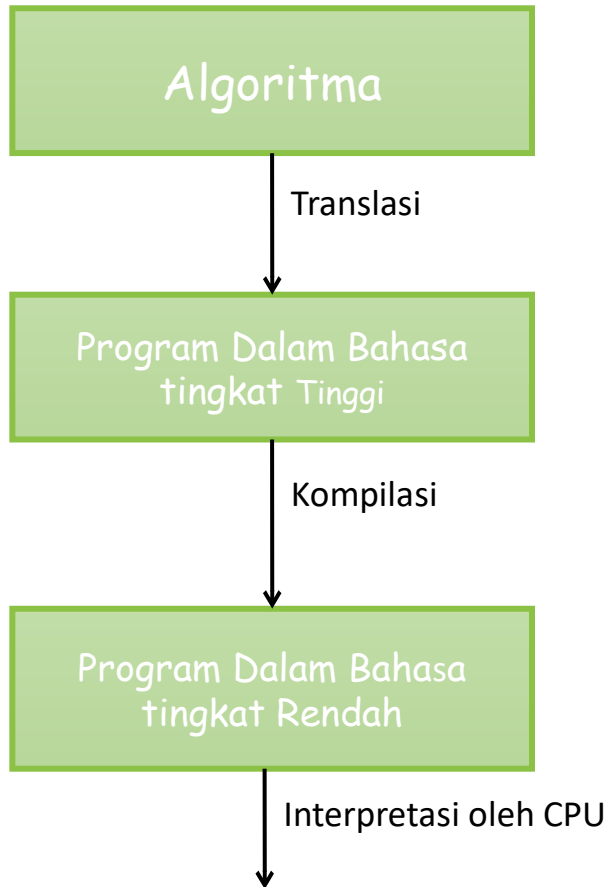 Algoritma
Translasi
Program Dalam Bahasa
tingkat Tinggi
Kompilasi
Program Dalam Bahasa
tingkat Rendah
Interpretasi oleh CPU